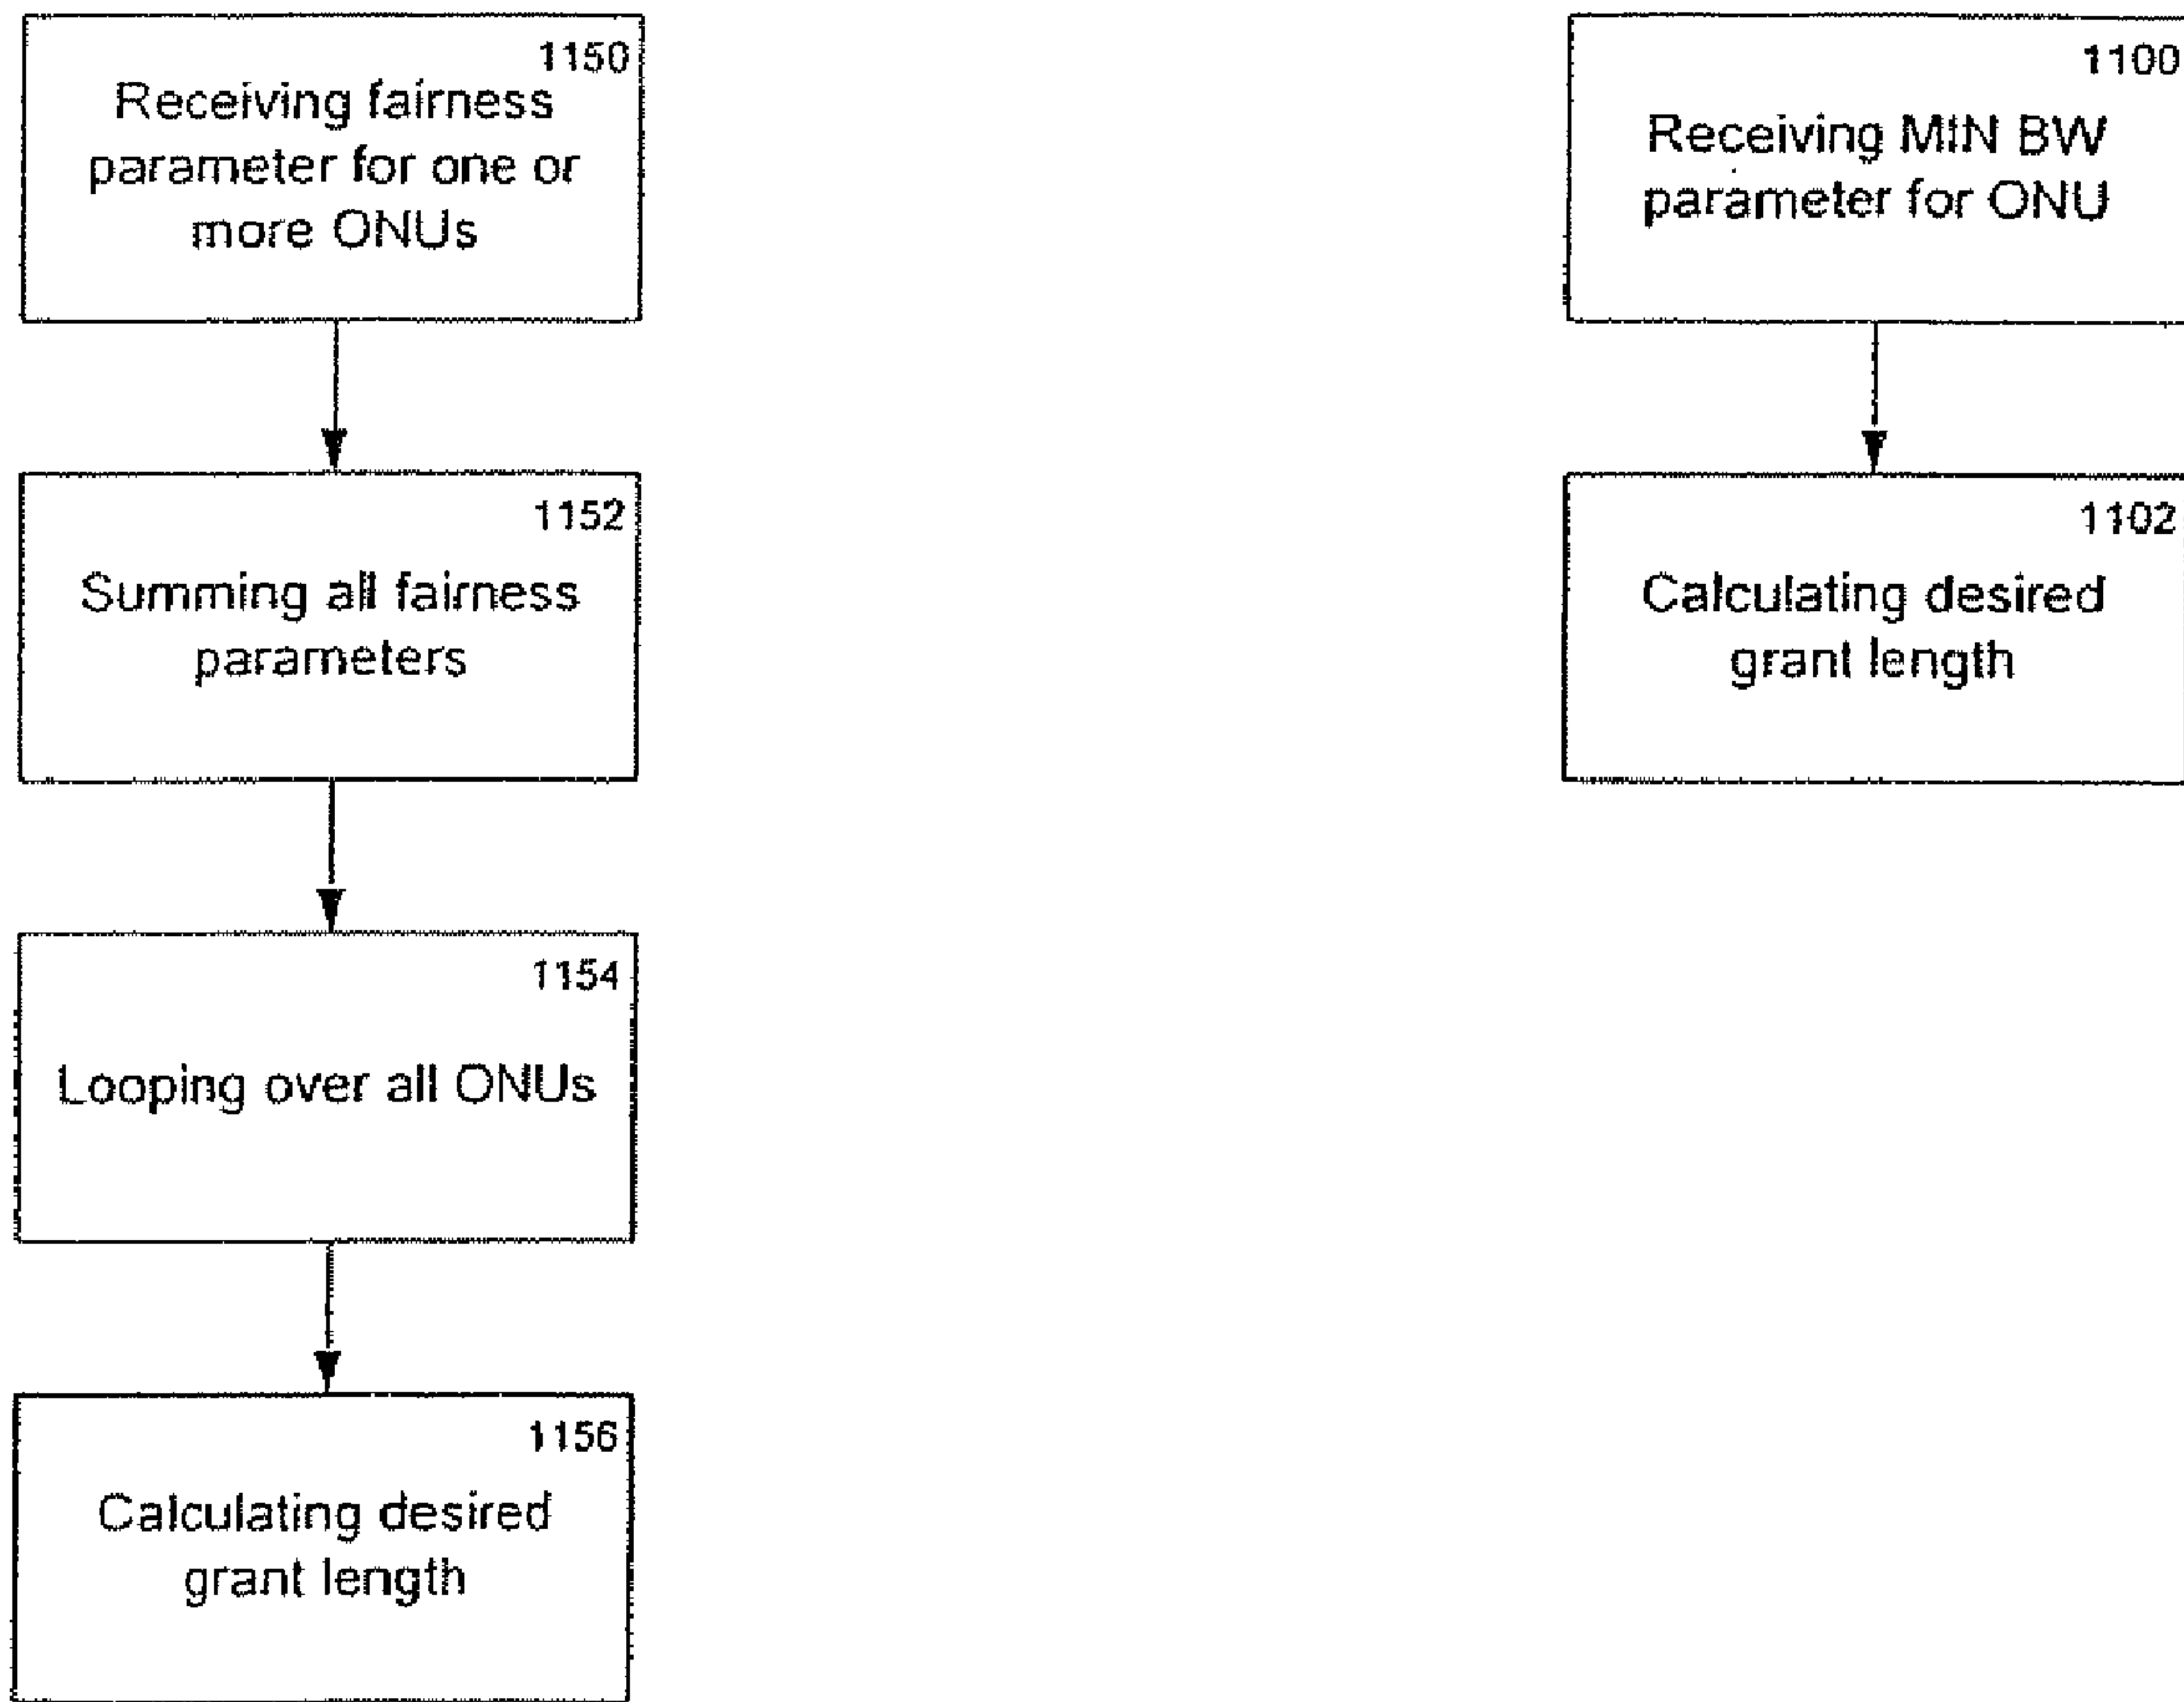 1150
Receiving fairness
parameter for one or
more ONUs
1152
Summing all fairness
parameters
1154
Looping over all ONUs
1156
Calculating desired
grant length
1100
Receiving MIN BW
parameter for ONU
1102
Calculating desired
grant length